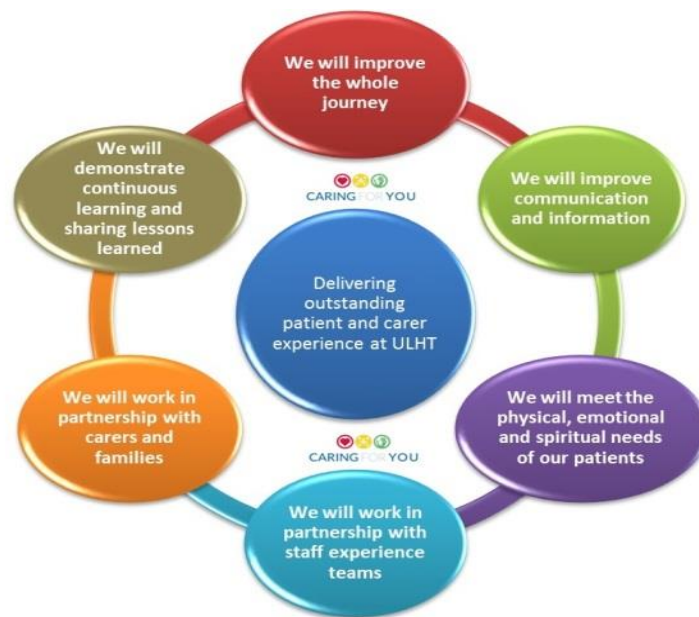 We will improve
the whole
journey
We will improve
communication
and information
We will meet the
physical, emotional
and spiritual needs
of our patients
We will work in
partnership with
staff experience
teams
We will work in
partnership with
carers and
families
We will
demonstrate
continuous
learning and
sharing lessons
learned
CARING FOR YOU
Delivering
outstanding
patient and carer
experience at ULHT
CARING FOR YOU